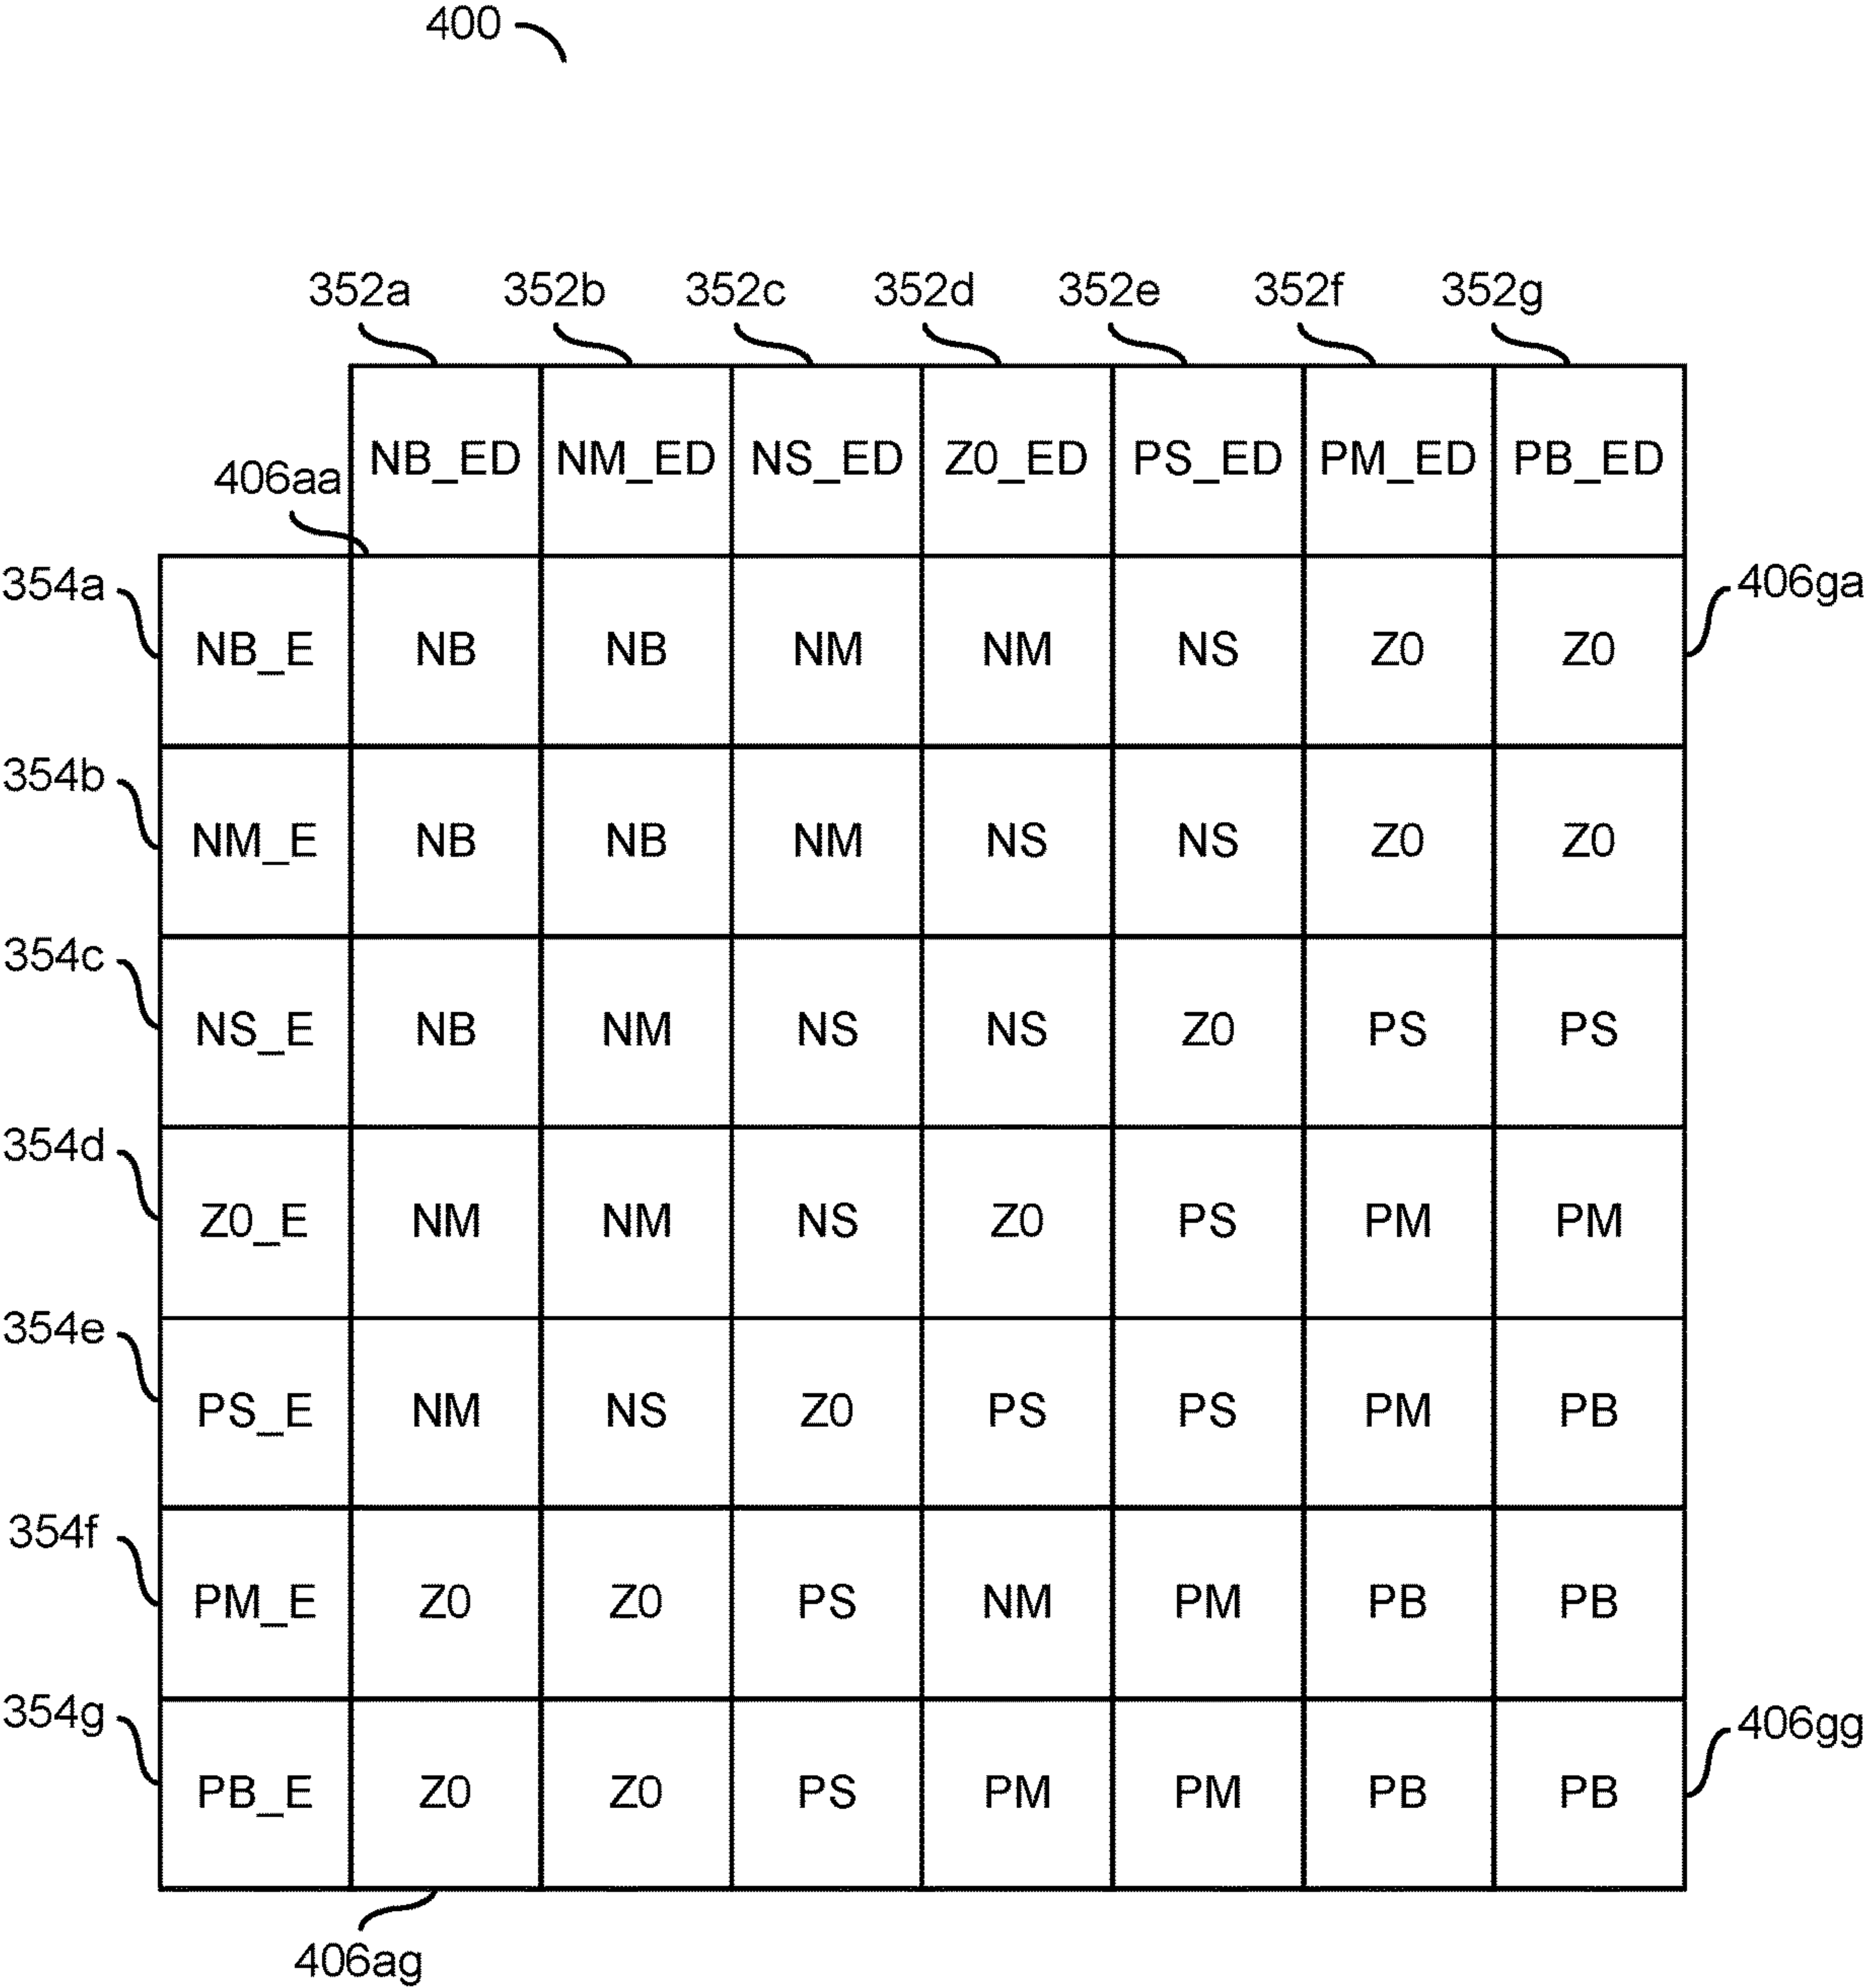 400
352a 352b 352c 352d 352e 352f 352g
NB_ED NM_ED NS_ED Z0_ED PS_ED PM_ED PB_ED
406aa
354a 406ga
NB_E NB NB NM NM NS Z0 Z0
354b
NM_E NB NB NM NS NS Z0 Z0
354c
NS_E NB NM NS NS Z0 PS PS
354d
Z0_E NM NM NS Z0 PS PM PM
354e
PS_E NM NS Z0 PS PS PM PB
354f
PM_E Z0 Z0 PS NM PM PB PB
354g 406gg
PB_E Z0 Z0 PS PM PM PB PB
406ag